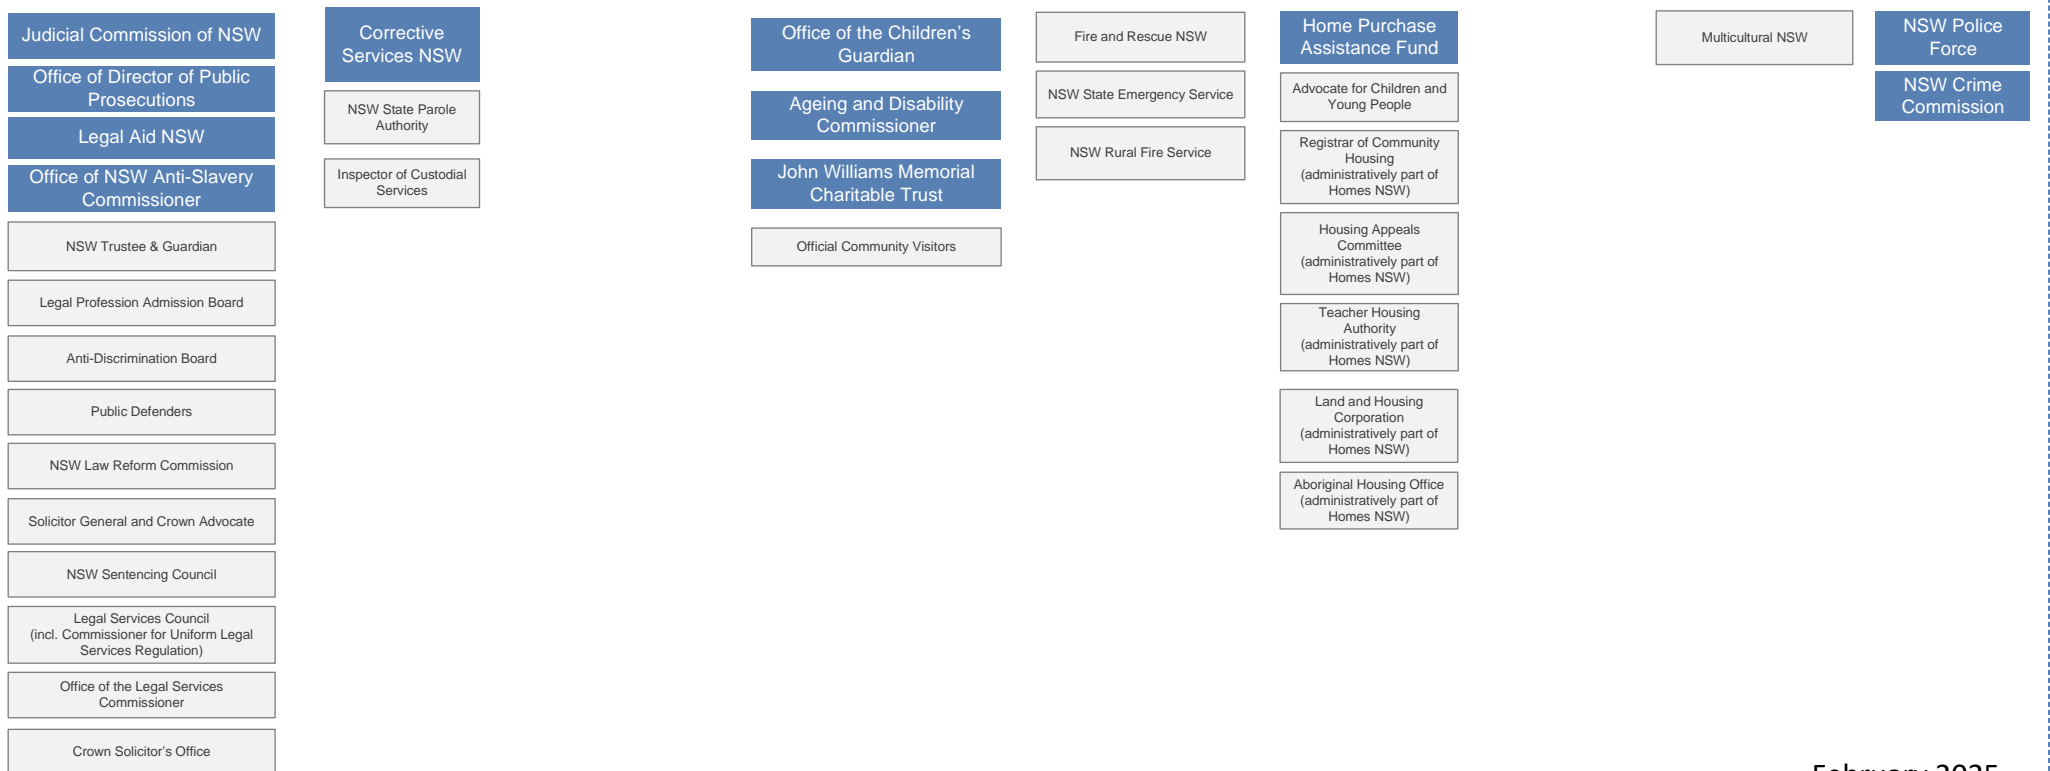 Judicial Commission of NSW
Office of Director of Public
Prosecutions
Legal Aid NSW
Office of NSW Anti-Slavery
Commissioner
NSW Trustee & Guardian
Legal Profession Admission Board
Anti-Discrimination Board
Public Defenders
NSW Law Reform Commission
Solicitor General and Crown Advocate
NSW Sentencing Council
Legal Services Council
(incl. Commissioner for Uniform Legal
Services Regulation)
Office of the Legal Services
Commissioner
Crown Solicitor's Office
Corrective
Services NSW
NSW State Parole
Authority
Inspector of Custodial
Services
Office of the Children's
Guardian
Ageing and Disability
Commissioner
John Williams Memorial
Charitable Trust
Official Community Visitors
Fire and Rescue NSW
NSW State Emergency Service
NSW Rural Fire Service
Home Purchase
Assistance Fund
Advocate for Children and
Young People
Registrar of Community
Housing
(administratively part of
Homes NSW)
Housing Appeals
Committee
(administratively part of
Homes NSW)
Teacher Housing
Authority
(administratively part of
Homes NSW)
Land and Housing
Corporation
(administratively part of
Homes NSW)
Aboriginal Housing Office
(administratively part of
Homes NSW)
Multicultural NSW
NSW Police
Force
NSW Crime
Commission
February 2025